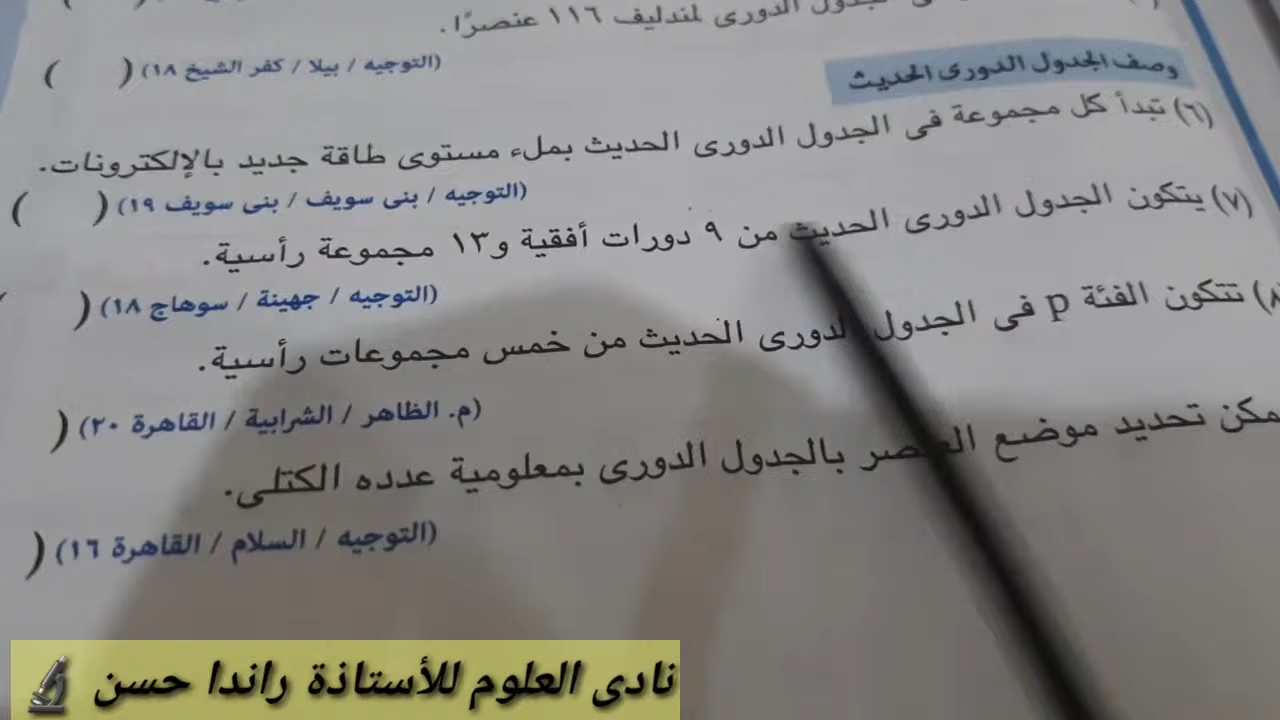 الجدول الدورى لمندليف ١١٦ عنصرًا.
(التوجيه / بيلا / كفر الشيخ ١٨) ( )
وصف الجدول الدورى الحديث
(٦) تبدأ كل مجموعة فى الجدول الدورى الحديث بملء مستوى طاقة جديد بالإلكترونات.
(التوجيه / بنى سويف / بنى سويف ١٩) ( )
(٧) يتكون الجدول الدورى الحديث من ٩ دورات أفقية و١٣ مجموعة رأسية.
(التوجيه / جهينة / سوهاج ١٨) ( )
(٨) تتكون الفئة p فى الجدول الدورى الحديث من خمس مجموعات رأسية.
(م. الظاهر / الشرابية / القاهرة ٢٠) (
مكن تحديد موضع العنصر بالجدول الدورى بمعلومية عدده الكتلى.
(التوجيه / السلام / القاهرة ١٦) (
نادى العلوم للأستاذة راندا حسن